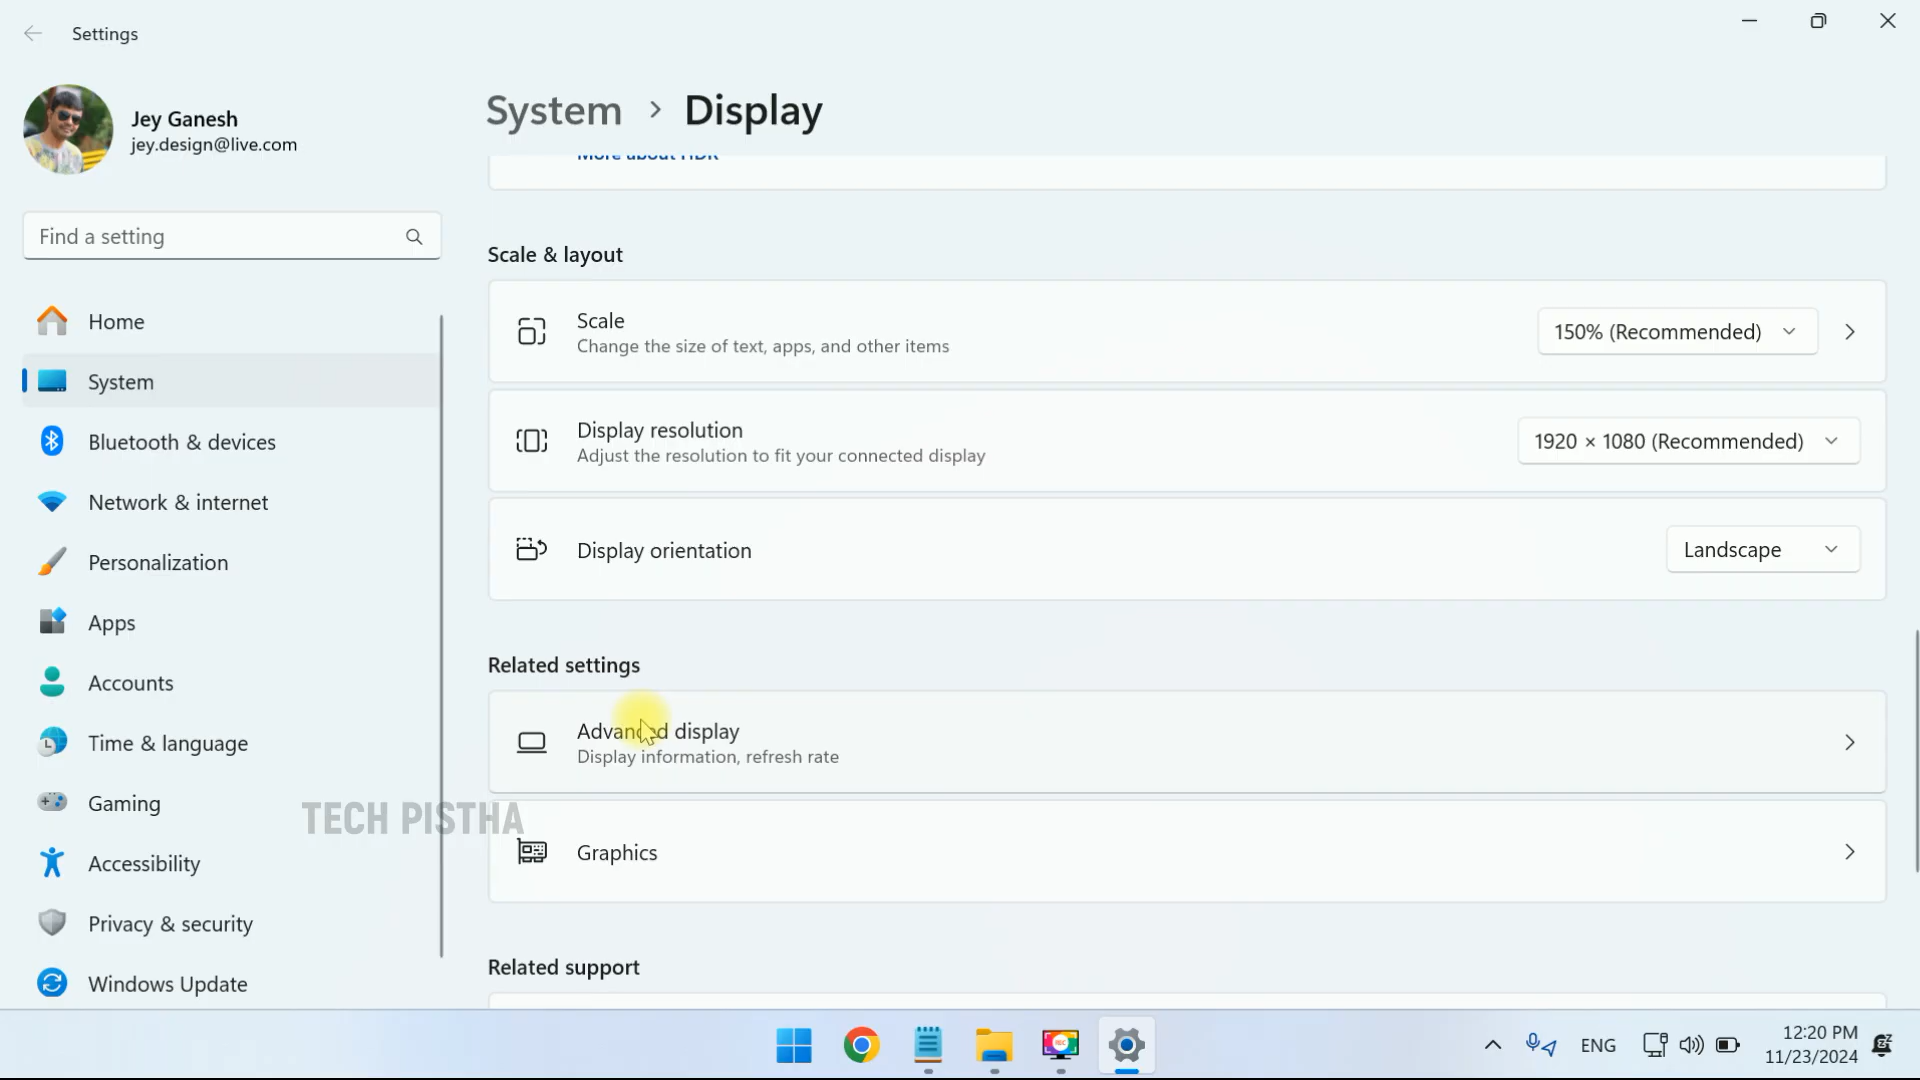 Settings
Jey Ganesh
jey.design@live.com
Find a setting
Home
System
Bluetooth & devices
Network & internet
Personalization
Apps
Accounts
Time & language
Gaming
Accessibility
Privacy & security
Windows Update
System > Display
More about HDR
Scale & layout
Scale
Change the size of text, apps, and other items
150% (Recommended)
Display resolution
Adjust the resolution to fit your connected display
1920 × 1080 (Recommended)
Display orientation
Landscape
Related settings
Advanced display
Display information, refresh rate
Graphics
Related support
TECH PISTHA
ENG
12:20 PM
11/23/2024